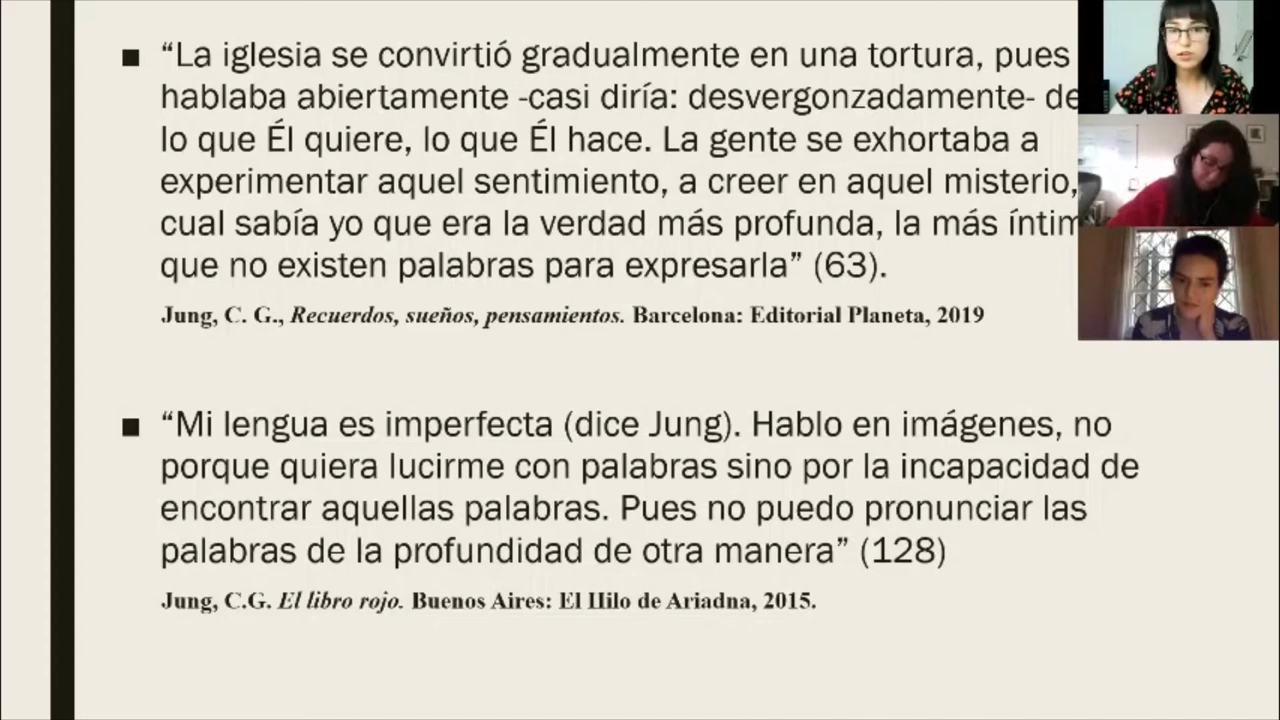 ■ “La iglesia se convirtió gradualmente en una tortura, pues
hablaba abiertamente -casi diría: desvergonzadamente- de
lo que Él quiere, lo que Él hace. La gente se exhortaba a
experimentar aquel sentimiento, a creer en aquel misterio,
cual sabía yo que era la verdad más profunda, la más
que no existen palabras para expresarla” (63).
Jung, C. G., Recuerdos, sueños, pensamientos. Barcelona: Editorial Planeta, 2019
■ “Mi lengua es imperfecta (dice Jung). Hablo en imágenes, no
porque quiera lucirme con palabras sino por la incapacidad de
encontrar aquellas palabras. Pues no puedo pronunciar las
palabras de la profundidad de otra manera” (128)
Jung, C.G. El libro rojo. Buenos Aires: El Hilo de Ariadna, 2015.